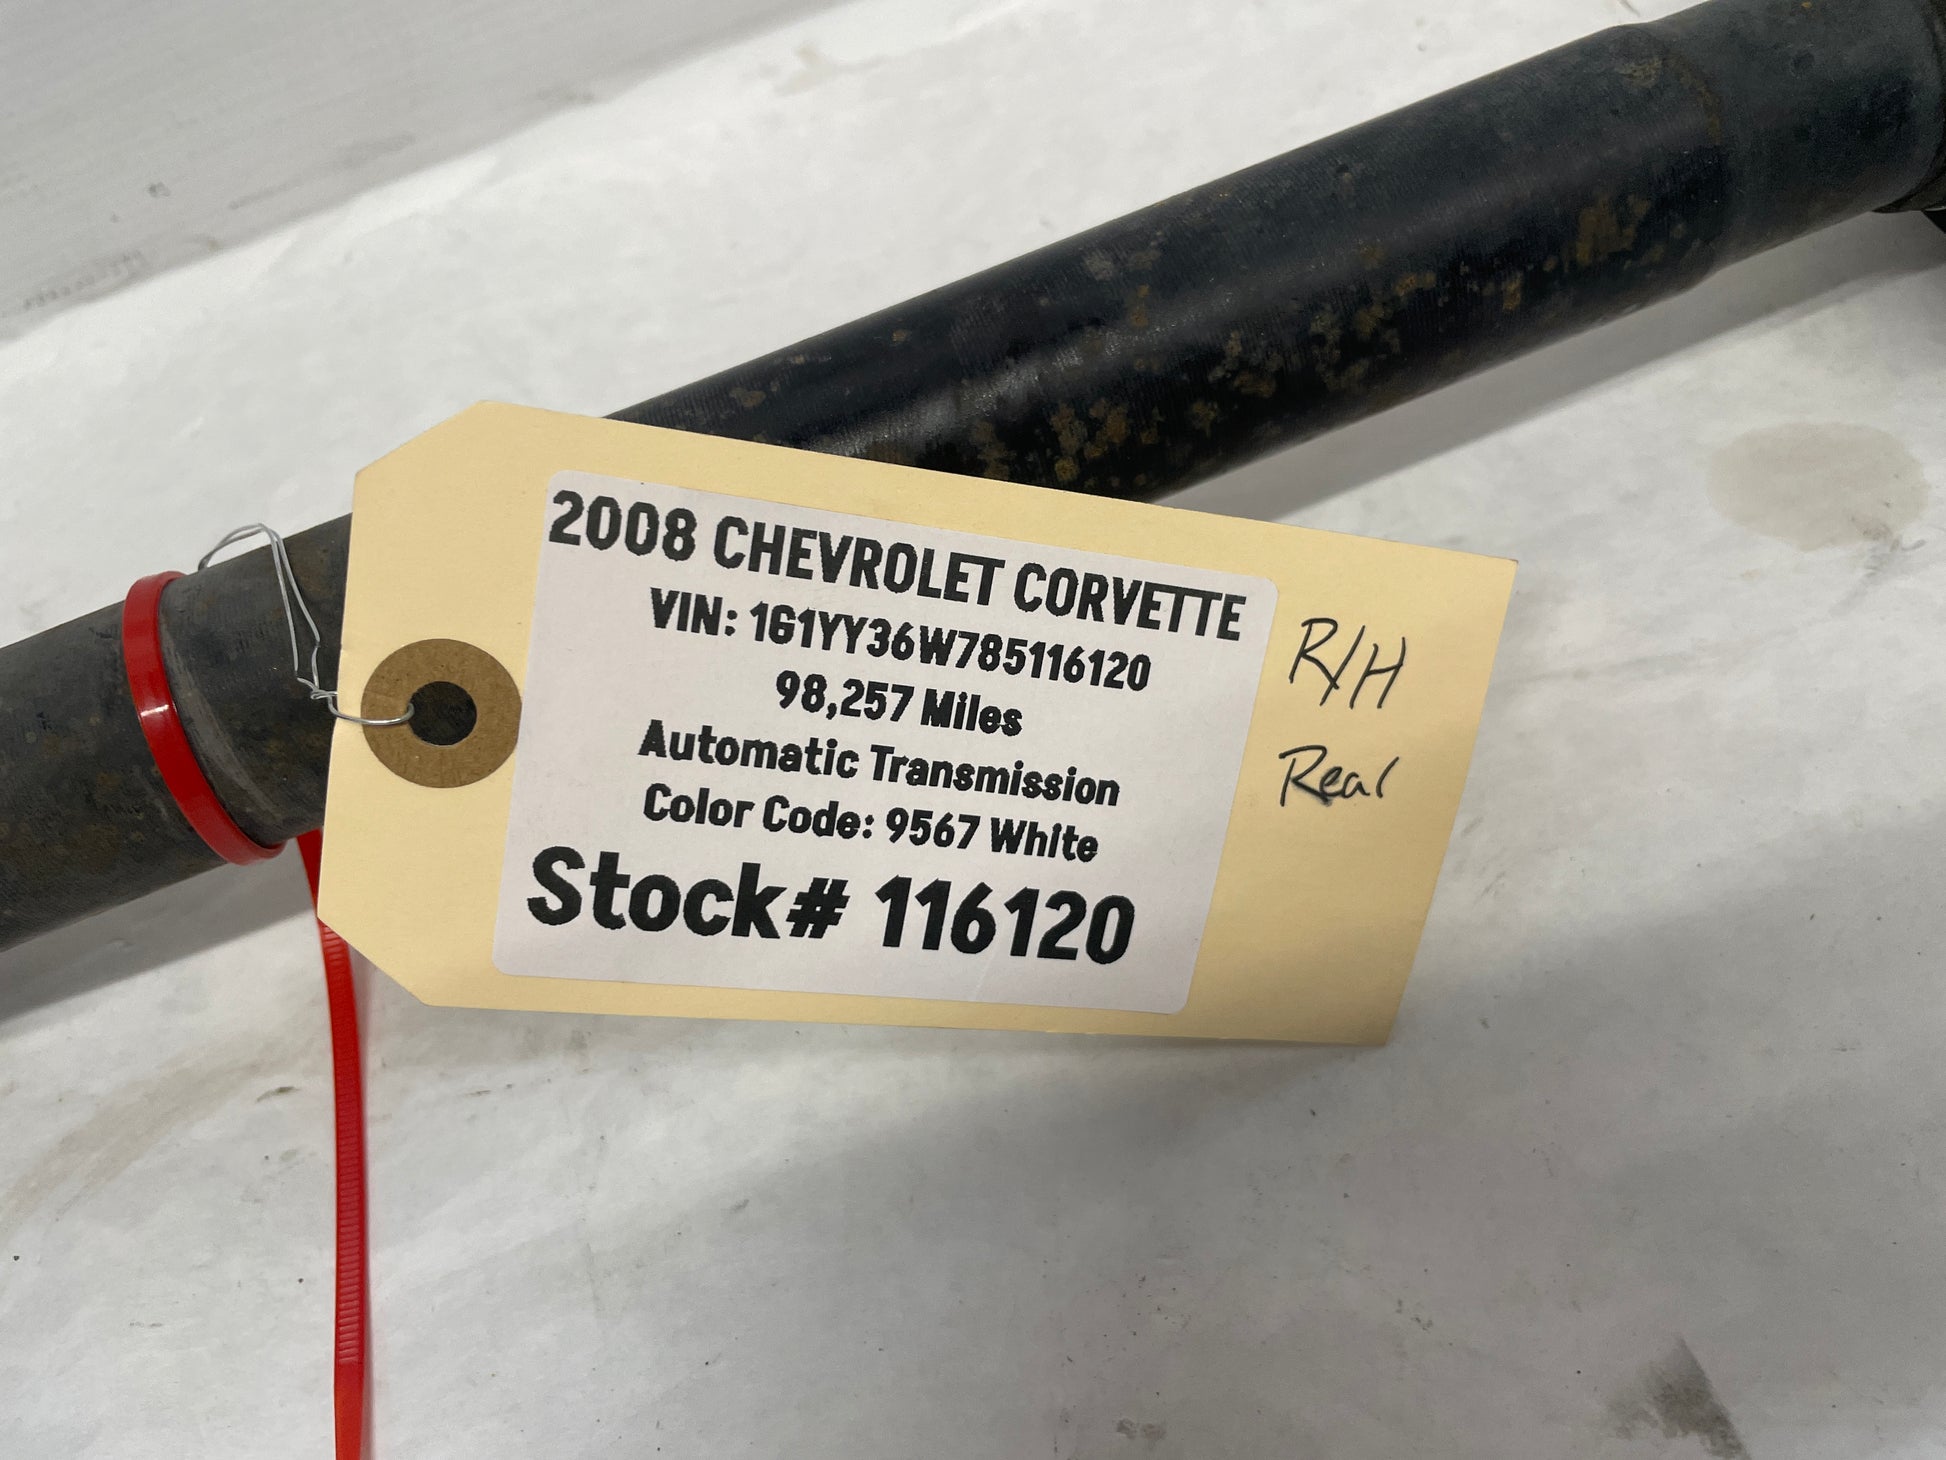 2008 CHEVROLET CORVETTE
VIN: 1G1YY36W785116120
98,257 Miles
Automatic Transmission
Color Code: 9567 White
Stock# 116120
R/H
Rear